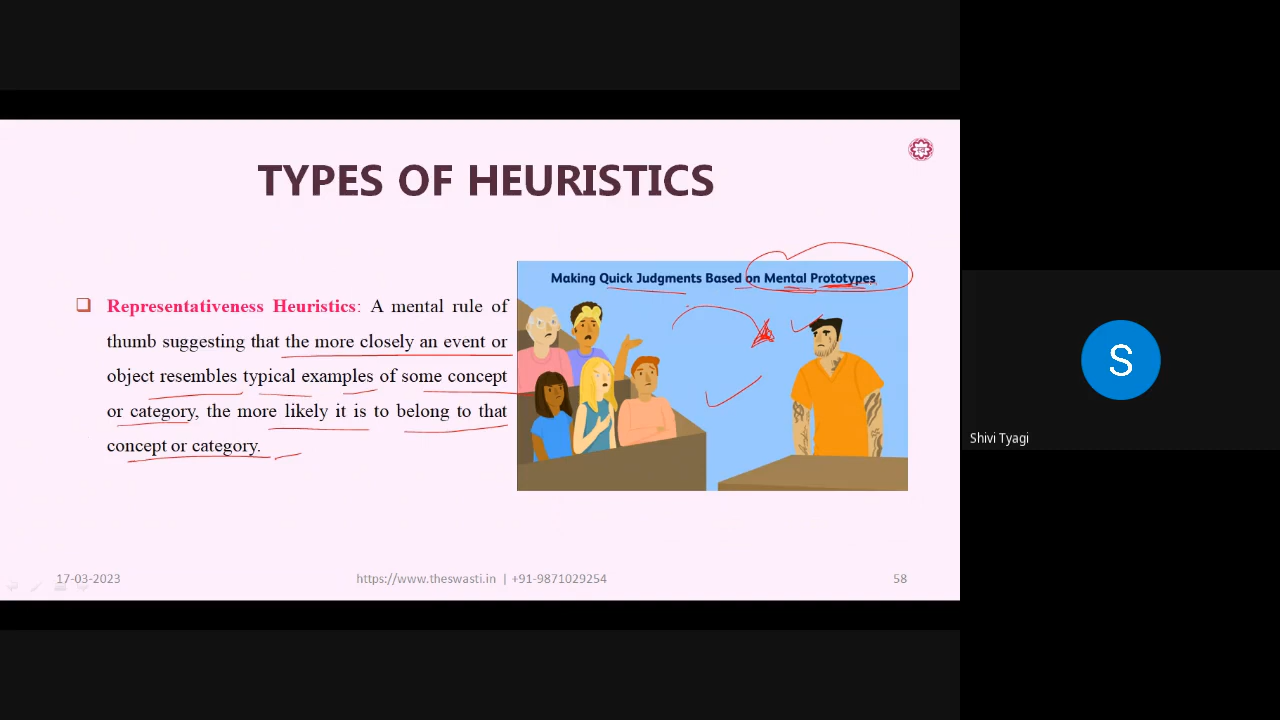 TYPES OF HEURISTICS
Making Quick Judgments Based on Mental Prototypes
Representativeness Heuristics: A mental rule of
thumb suggesting that the more closely an event or
object resembles typical examples of some concept
or category, the more likely it is to belong to that
concept or category.
S
Shivi Tyagi
17-03-2023
https://www.theswasti.in | +91-9871029254
58